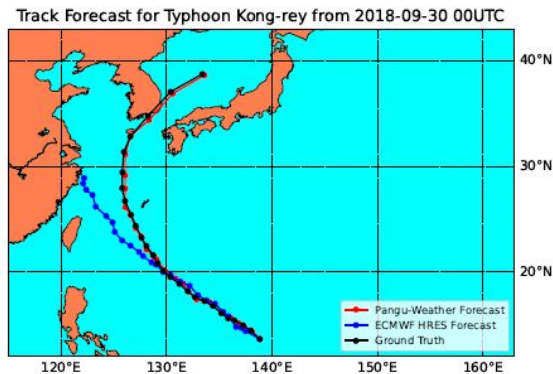 Track Forecast for Typhoon Kong-rey from 2018-09-30 00UTC
40°N
30°N
20°N
Pangu-Weather Forecast
ECMWF HRES Forecast
Ground Truth
120°E
130°E
140°E
150°E
160°E